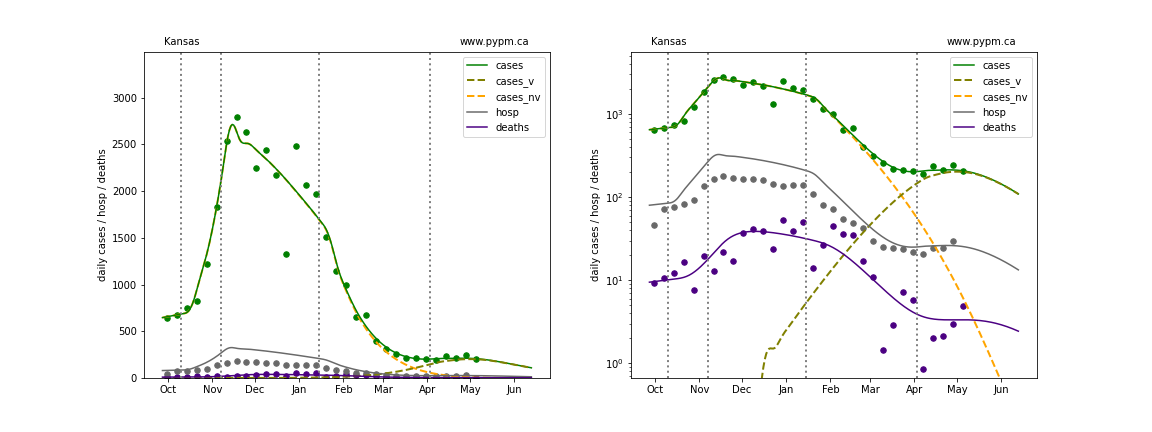 Kansas
www.pypm.ca
cases
cases_v
cases_nv
hosp
deaths
daily cases / hosp / deaths
3000
2500
2000
1500
1000
500
0
Oct
Nov
Dec
Jan
Feb
Mar
Apr
May
Jun
Kansas
www.pypm.ca
cases
cases_v
cases_nv
hosp
deaths
daily cases / hosp / deaths
10³
10²
10¹
10⁰
Oct
Nov
Dec
Jan
Feb
Mar
Apr
May
Jun